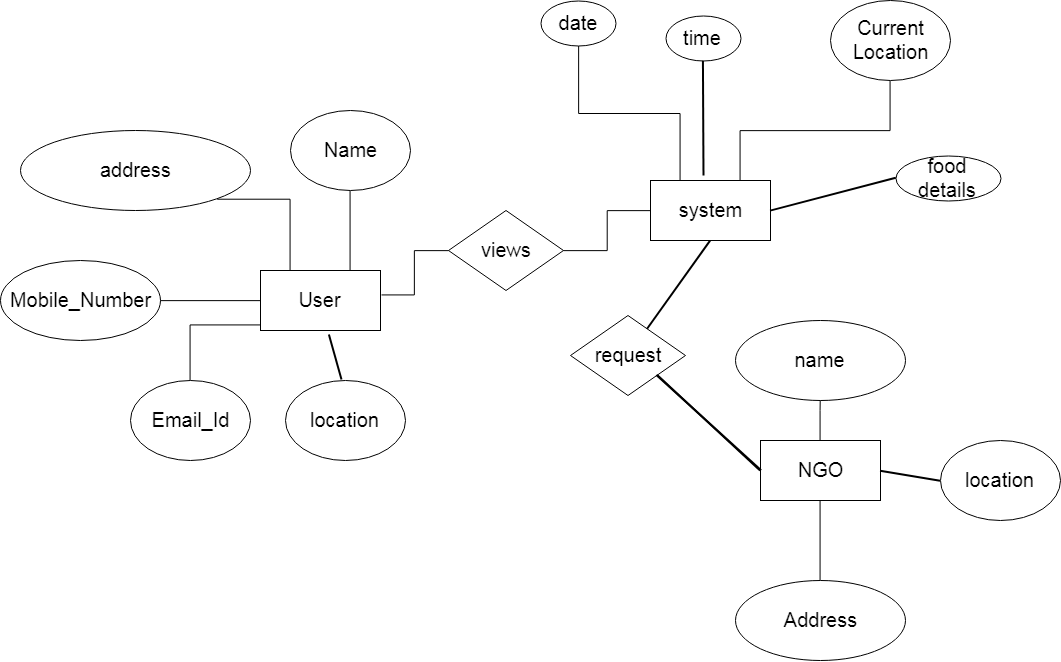 date
time
Current
Location
Name
address
food
details
system
views
Mobile_Number
User
request
name
Email_Id
location
NGO
location
Address